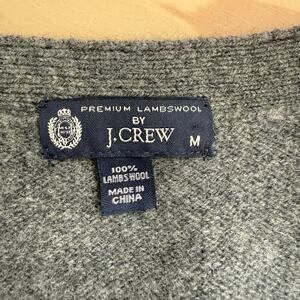 PREMIUM LAMBSWOOL
BY
J.CREW M
100%
LAMBSWOOL
MADE IN
CHINA